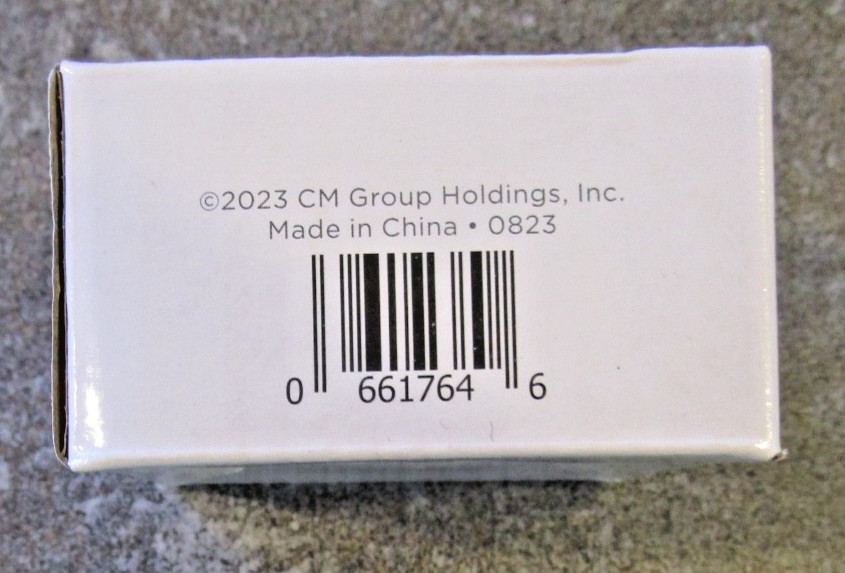 ©2023 CM Group Holdings, Inc.
Made in China • 0823
0 661764 6